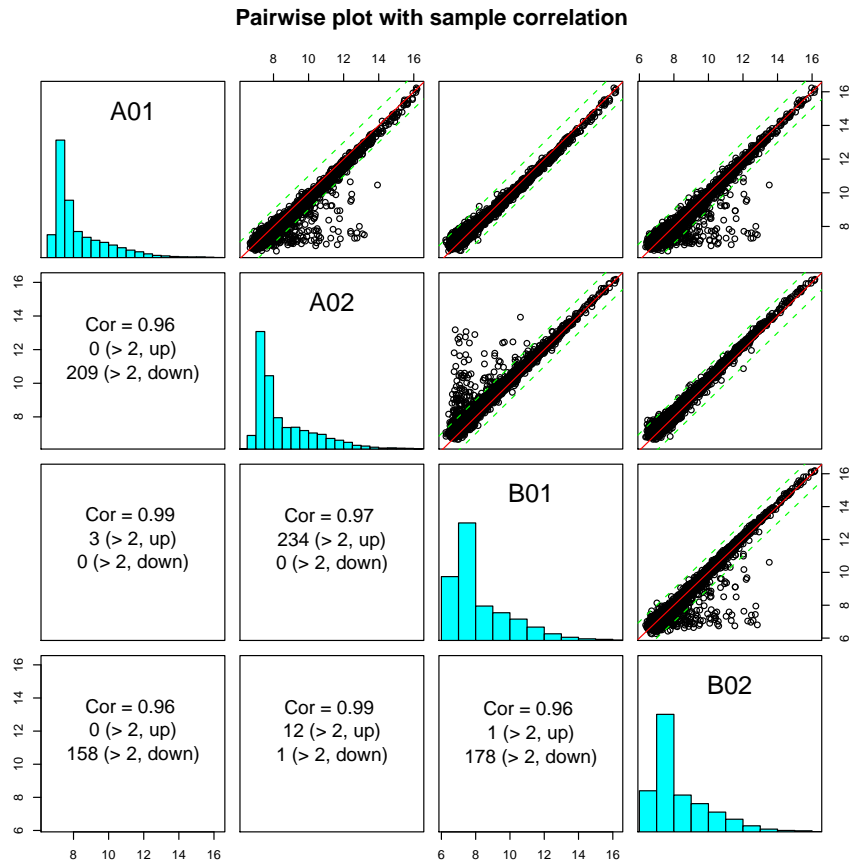 Pairwise plot with sample correlation
8 10 12 14 16
6 8 10 12 14 16
A01
8 10 12 14 16
8 10 12 14 16
Cor = 0.96
0 (> 2, up)
209 (> 2, down)
A02
Cor = 0.99
3 (> 2, up)
0 (> 2, down)
Cor = 0.97
234 (> 2, up)
0 (> 2, down)
B01
6 8 10 12 14 16
6 8 10 12 14 16
Cor = 0.96
0 (> 2, up)
158 (> 2, down)
Cor = 0.99
12 (> 2, up)
1 (> 2, down)
Cor = 0.96
1 (> 2, up)
178 (> 2, down)
B02
8 10 12 14 16
6 8 10 12 14 16